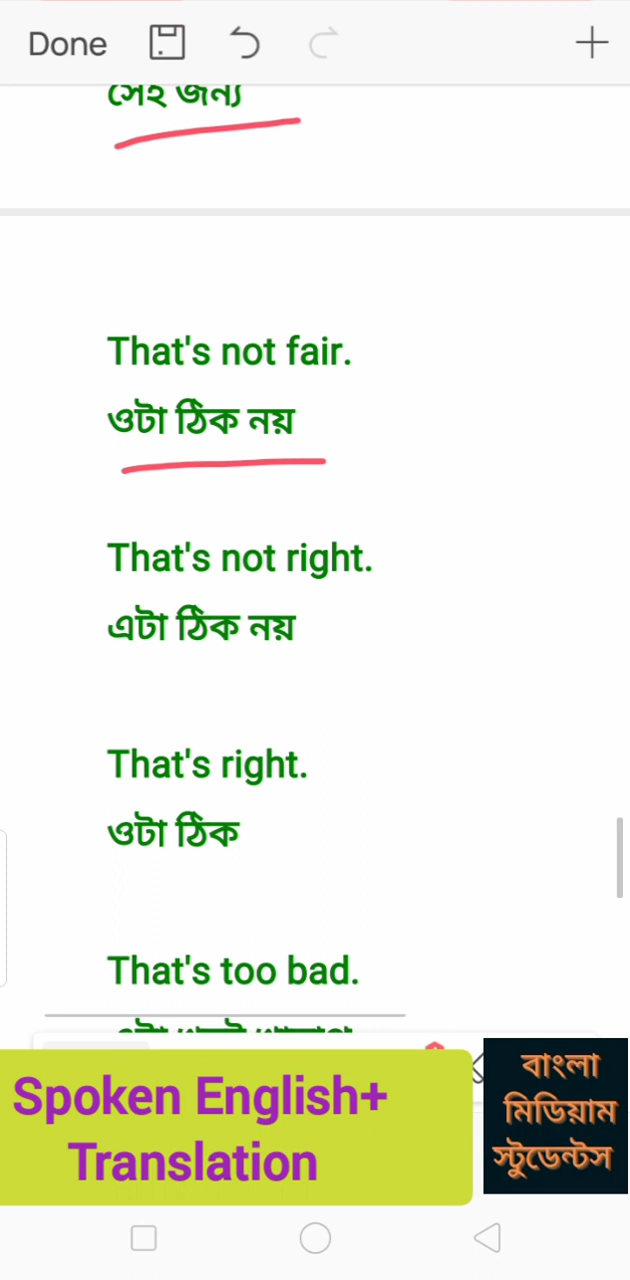 Done
সেই জন্য
That's not fair.
ওটা ঠিক নয়
That's not right.
এটা ঠিক নয়
That's right.
ওটা ঠিক
That's too bad.
Spoken English+
Translation
বাংলা
মিডিয়াম
স্টুডেন্টস